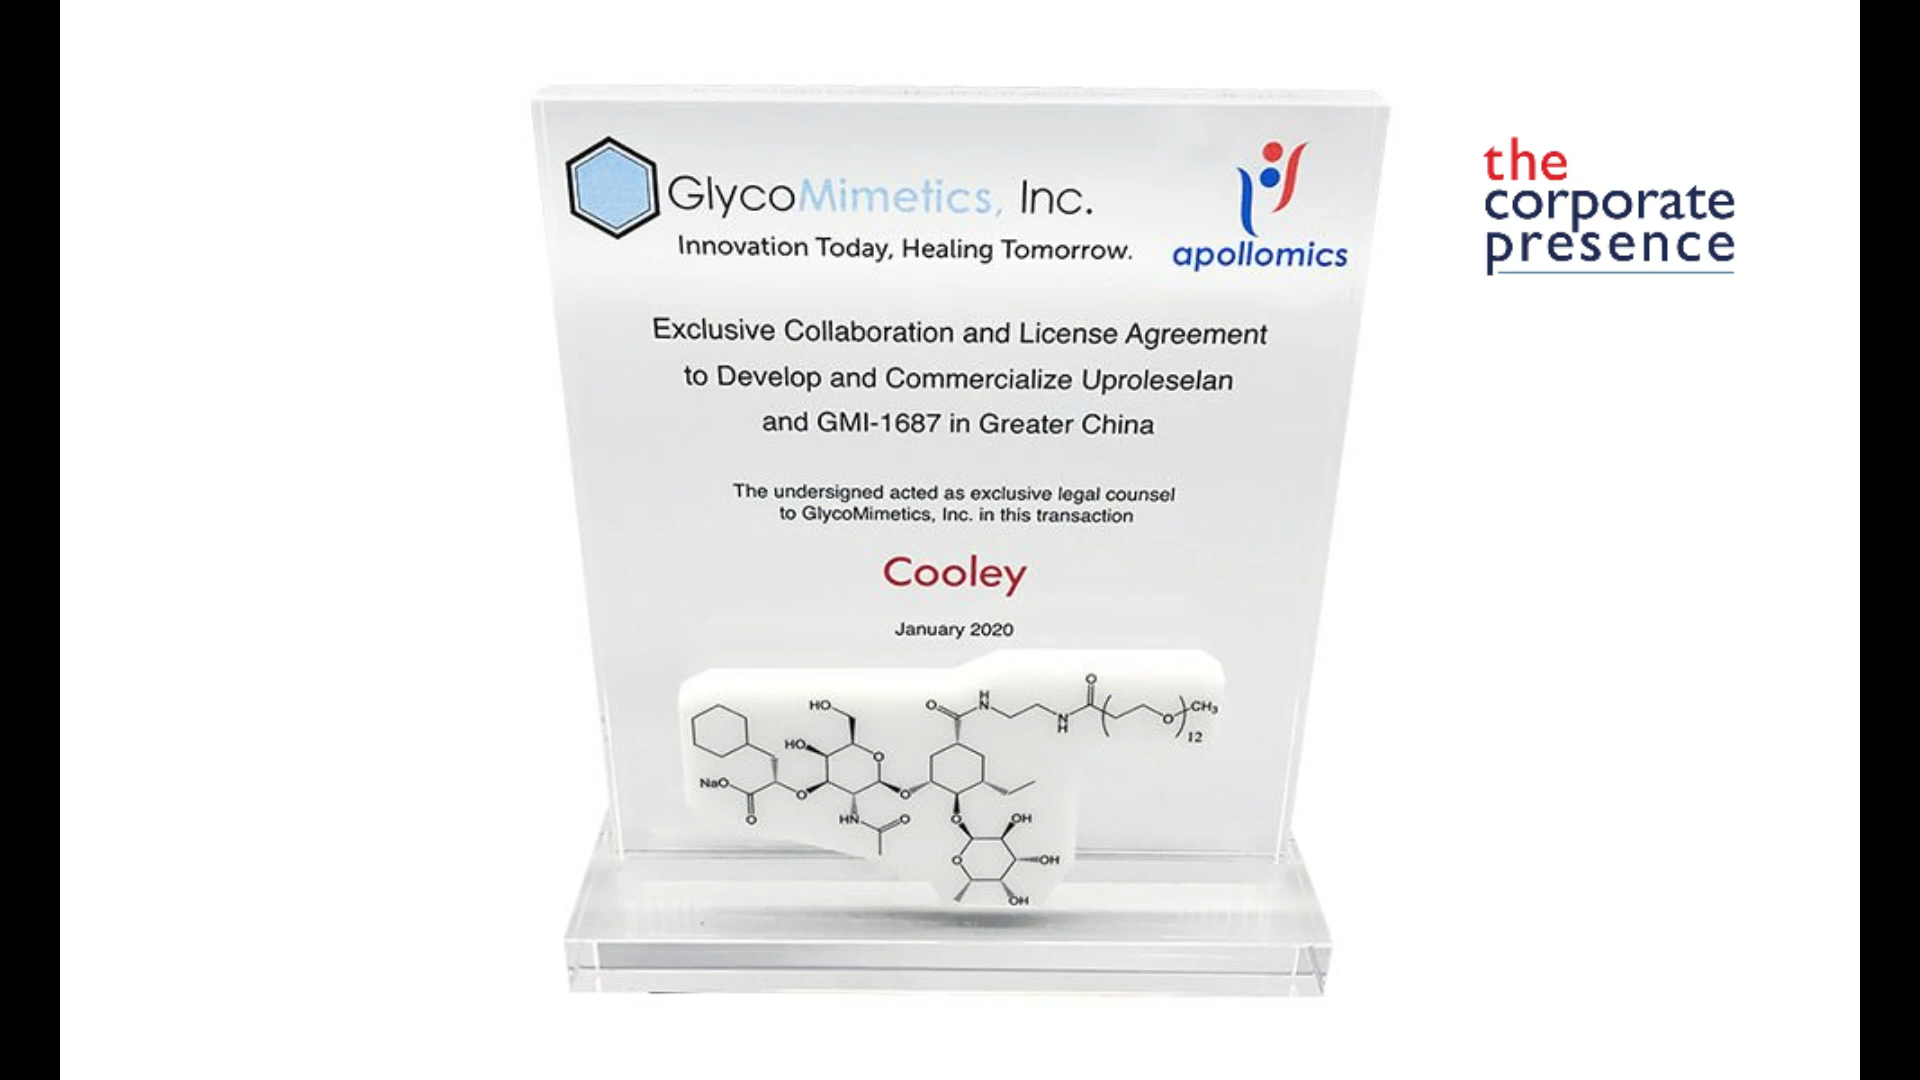 GlycoMimetics, Inc.
Innovation Today, Healing Tomorrow.
apollomics
the
corporate
presence
Exclusive Collaboration and License Agreement
to Develop and Commercialize Uproleselan
and GMI-1687 in Greater China
The undersigned acted as exclusive legal counsel
to GlycoMimetics, Inc. in this transaction
Cooley
January 2020
O
H
N
O
N
H
O
CH3
12
HO
HO
O
NaO
O
O
O
HN
O
O
OH
O
OH
OH